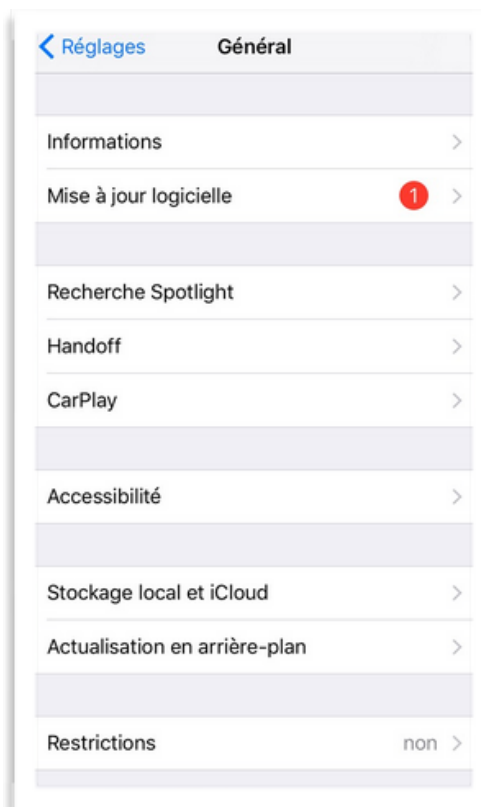 Réglages Général
Informations
Mise à jour logicielle 1
Recherche Spotlight
Handoff
CarPlay
Accessibilité
Stockage local et iCloud
Actualisation en arrière-plan
Restrictions non